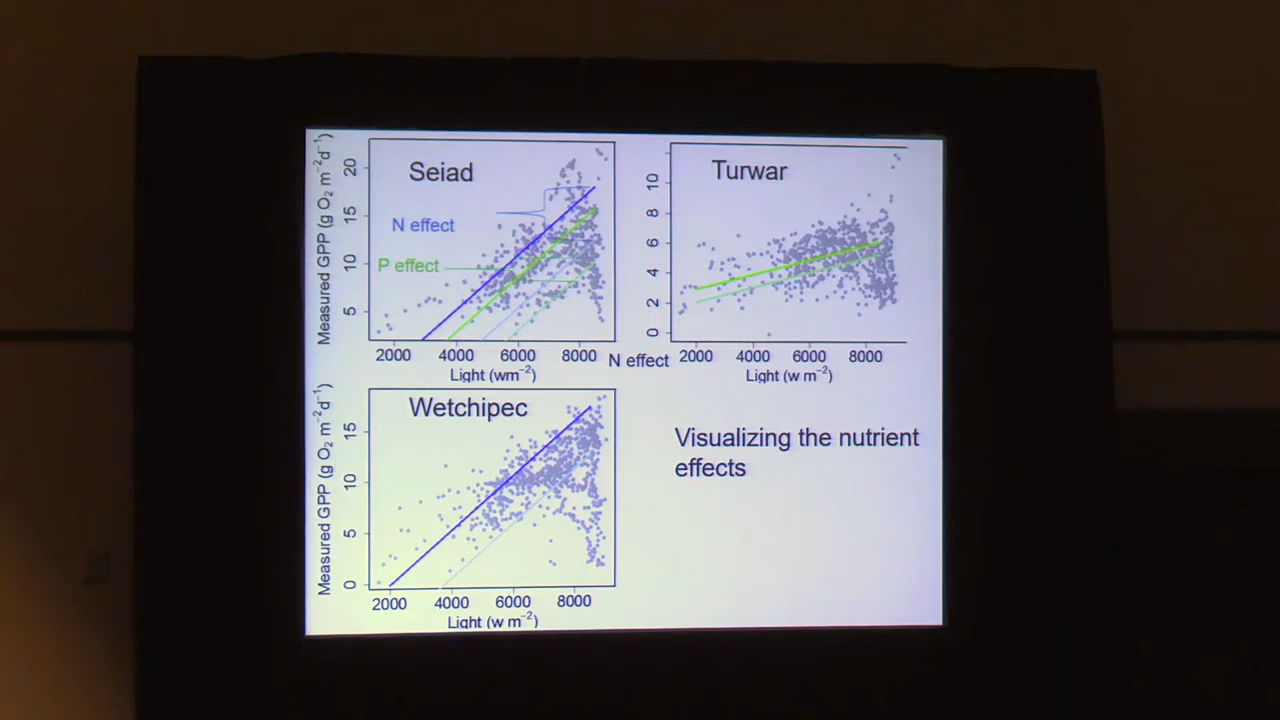 Seiad
N effect
P effect
Measured GPP (g O₂ m⁻²d⁻¹)
20
15
10
5
2000 4000 6000 8000
Light (wm⁻²)
Turwar
10
8
6
4
2
0
N effect
2000 4000 6000 8000
Light (w m⁻²)
Wetchipec
Measured GPP (g O₂ m⁻²d⁻¹)
15
10
5
0
2000 4000 6000 8000
Light (w m⁻²)
Visualizing the nutrient
effects